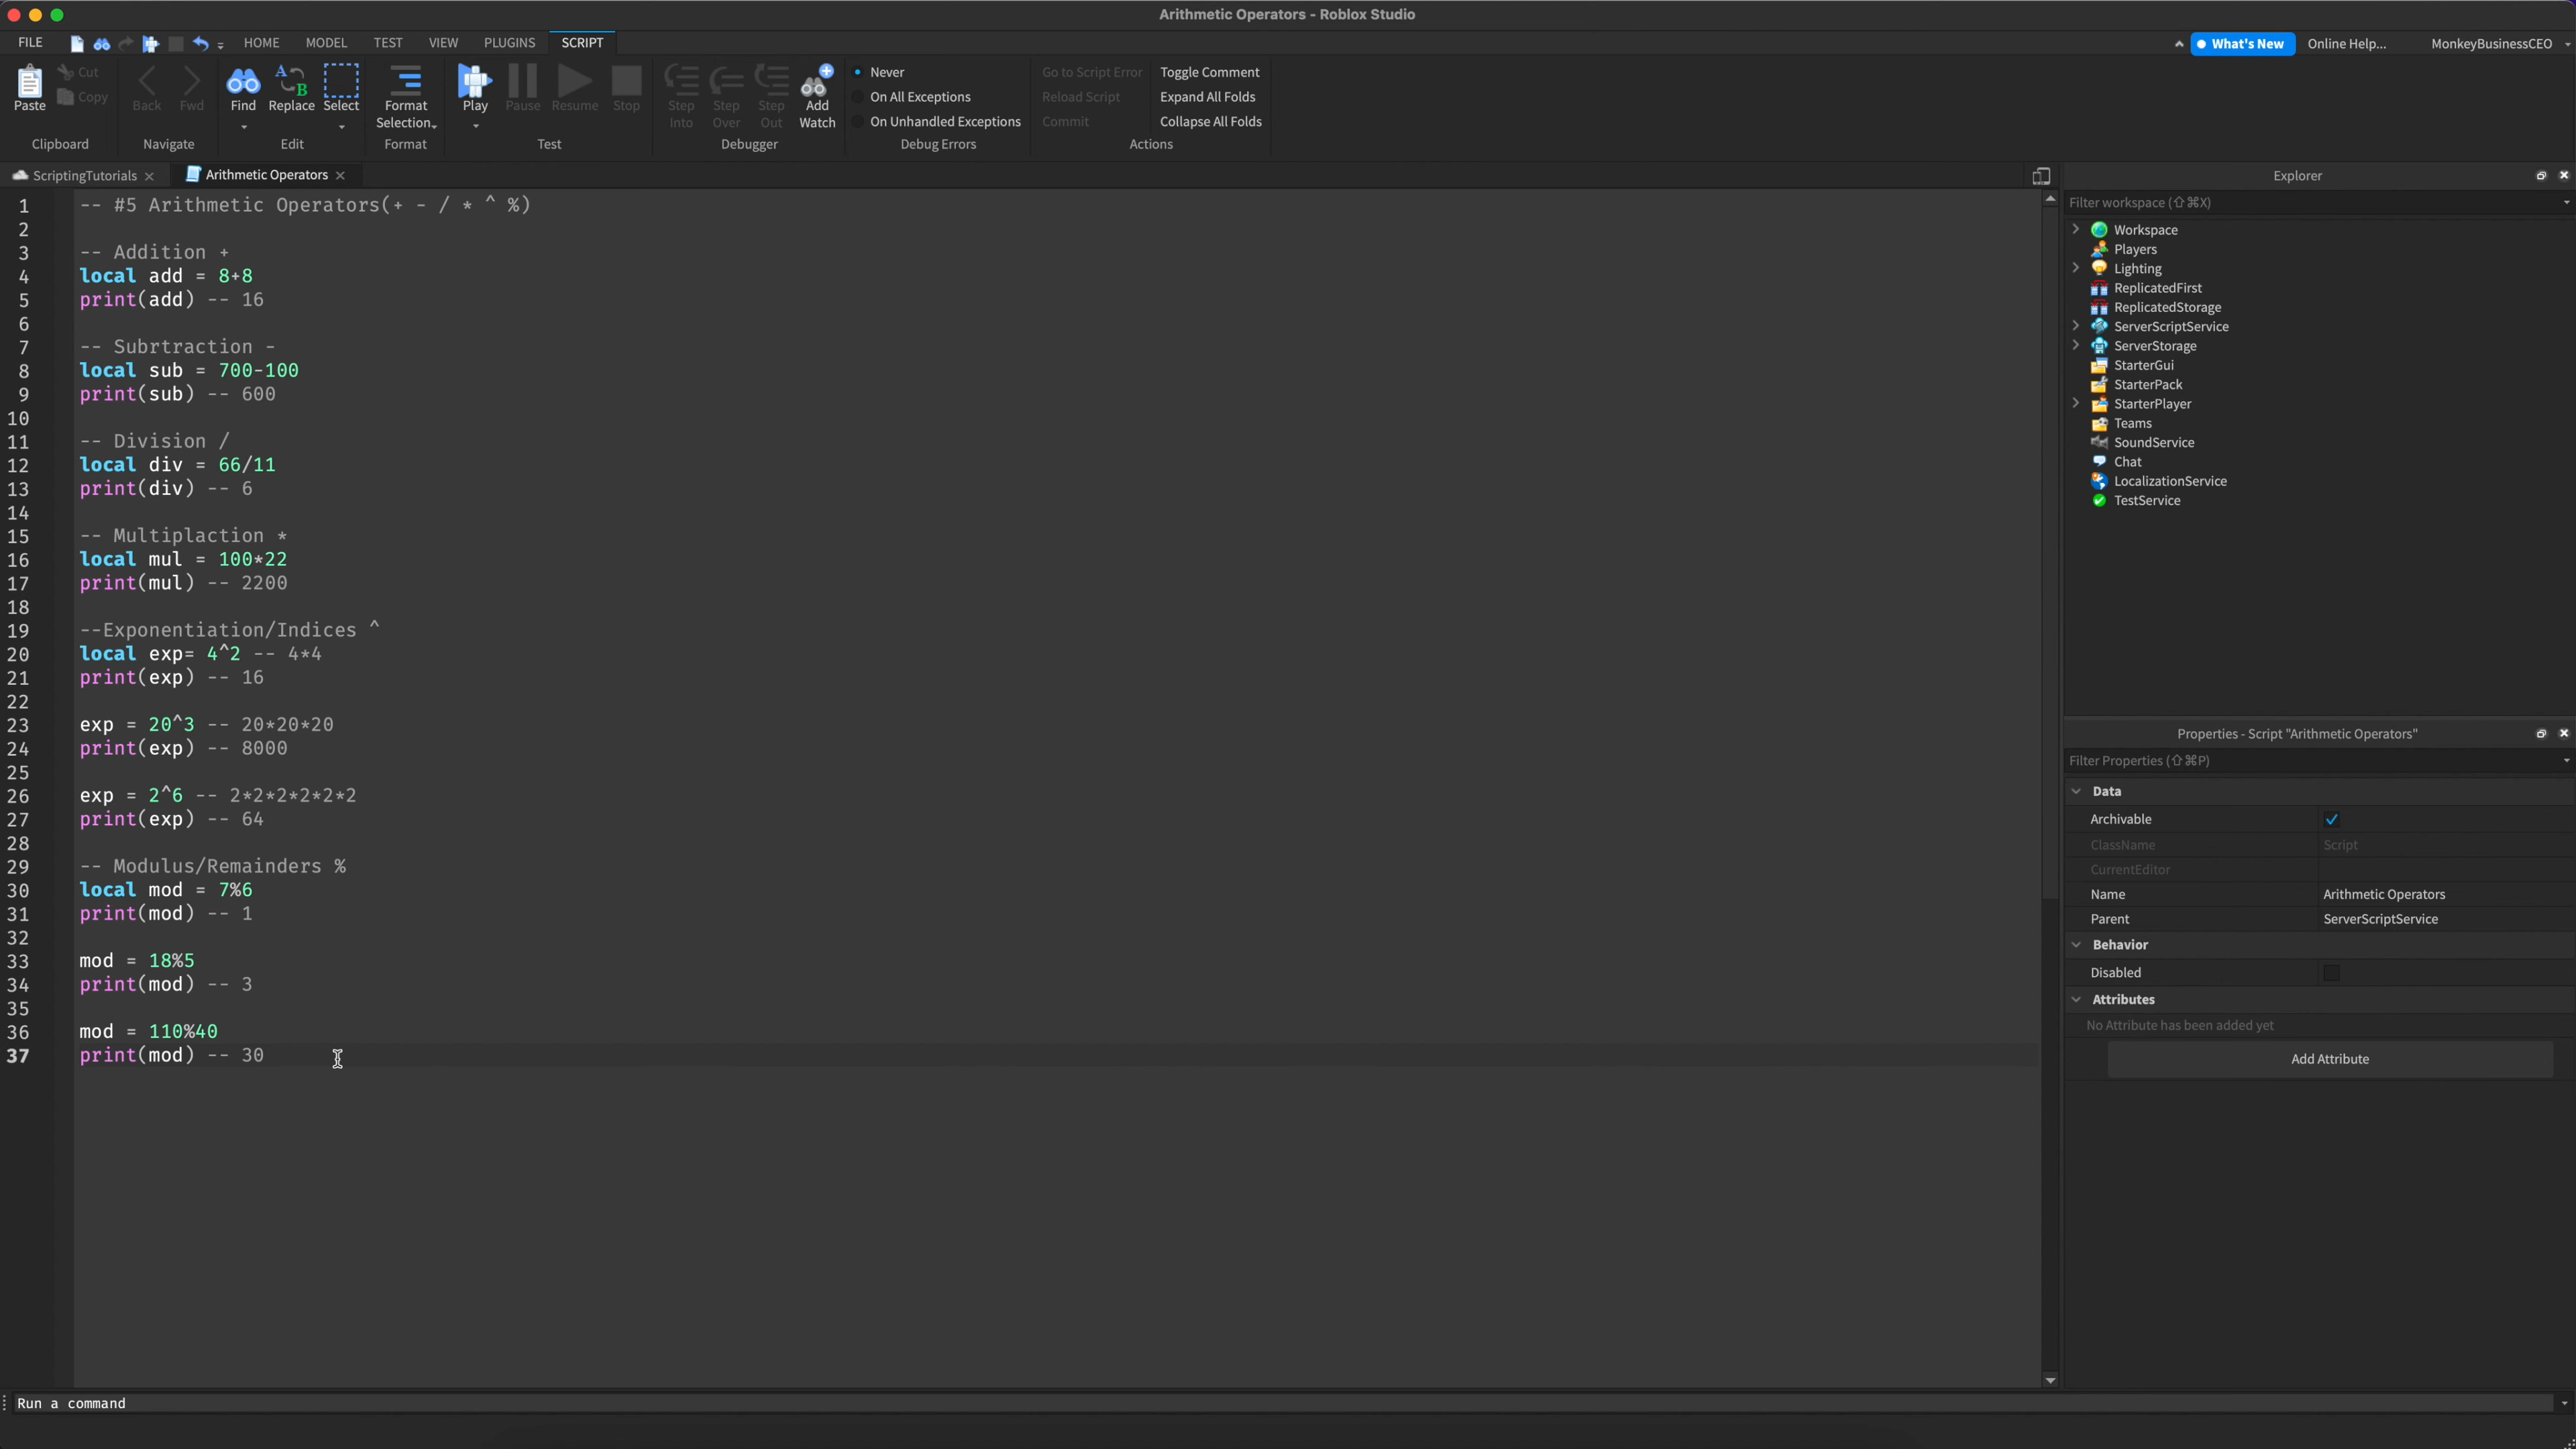 Arithmetic Operators - Roblox Studio
FILE HOME MODEL TEST VIEW PLUGINS SCRIPT What's New Online Help... MonkeyBusinessCEO
Paste Cut Copy Clipboard
Back Fwd Navigate
Find Replace Select Edit
Format Selection Format
Play Pause Resume Stop Test
Step Into Step Over Step Out Add Watch Debugger
Never
On All Exceptions
On Unhandled Exceptions
Debug Errors
Go to Script Error Toggle Comment
Reload Script Expand All Folds
Commit Collapse All Folds
Actions
ScriptingTutorials Arithmetic Operators
1 -- #5 Arithmetic Operators(+ - / * ^ %)
2
3 -- Addition +
4 local add = 8+8
5 print(add) -- 16
6
7 -- Subrtraction -
8 local sub = 700-100
9 print(sub) -- 600
10
11 -- Division /
12 local div = 66/11
13 print(div) -- 6
14
15 -- Multiplaction *
16 local mul = 100*22
17 print(mul) -- 2200
18
19 --Exponentiation/Indices ^
20 local exp= 4^2 -- 4*4
21 print(exp) -- 16
22
23 exp = 20^3 -- 20*20*20
24 print(exp) -- 8000
25
26 exp = 2^6 -- 2*2*2*2*2*2
27 print(exp) -- 64
28
29 -- Modulus/Remainders %
30 local mod = 7%6
31 print(mod) -- 1
32
33 mod = 18%5
34 print(mod) -- 3
35
36 mod = 110%40
37 print(mod) -- 30
Explorer
Filter workspace (⇧⌘X)
Workspace
Players
Lighting
ReplicatedFirst
ReplicatedStorage
ServerScriptService
ServerStorage
StarterGui
StarterPack
StarterPlayer
Teams
SoundService
Chat
LocalizationService
TestService
Properties - Script "Arithmetic Operators"
Filter Properties (⇧⌘P)
Data
Archivable
ClassName Script
CurrentEditor
Name Arithmetic Operators
Parent ServerScriptService
Behavior
Disabled
Attributes
No Attribute has been added yet
Add Attribute
Run a command